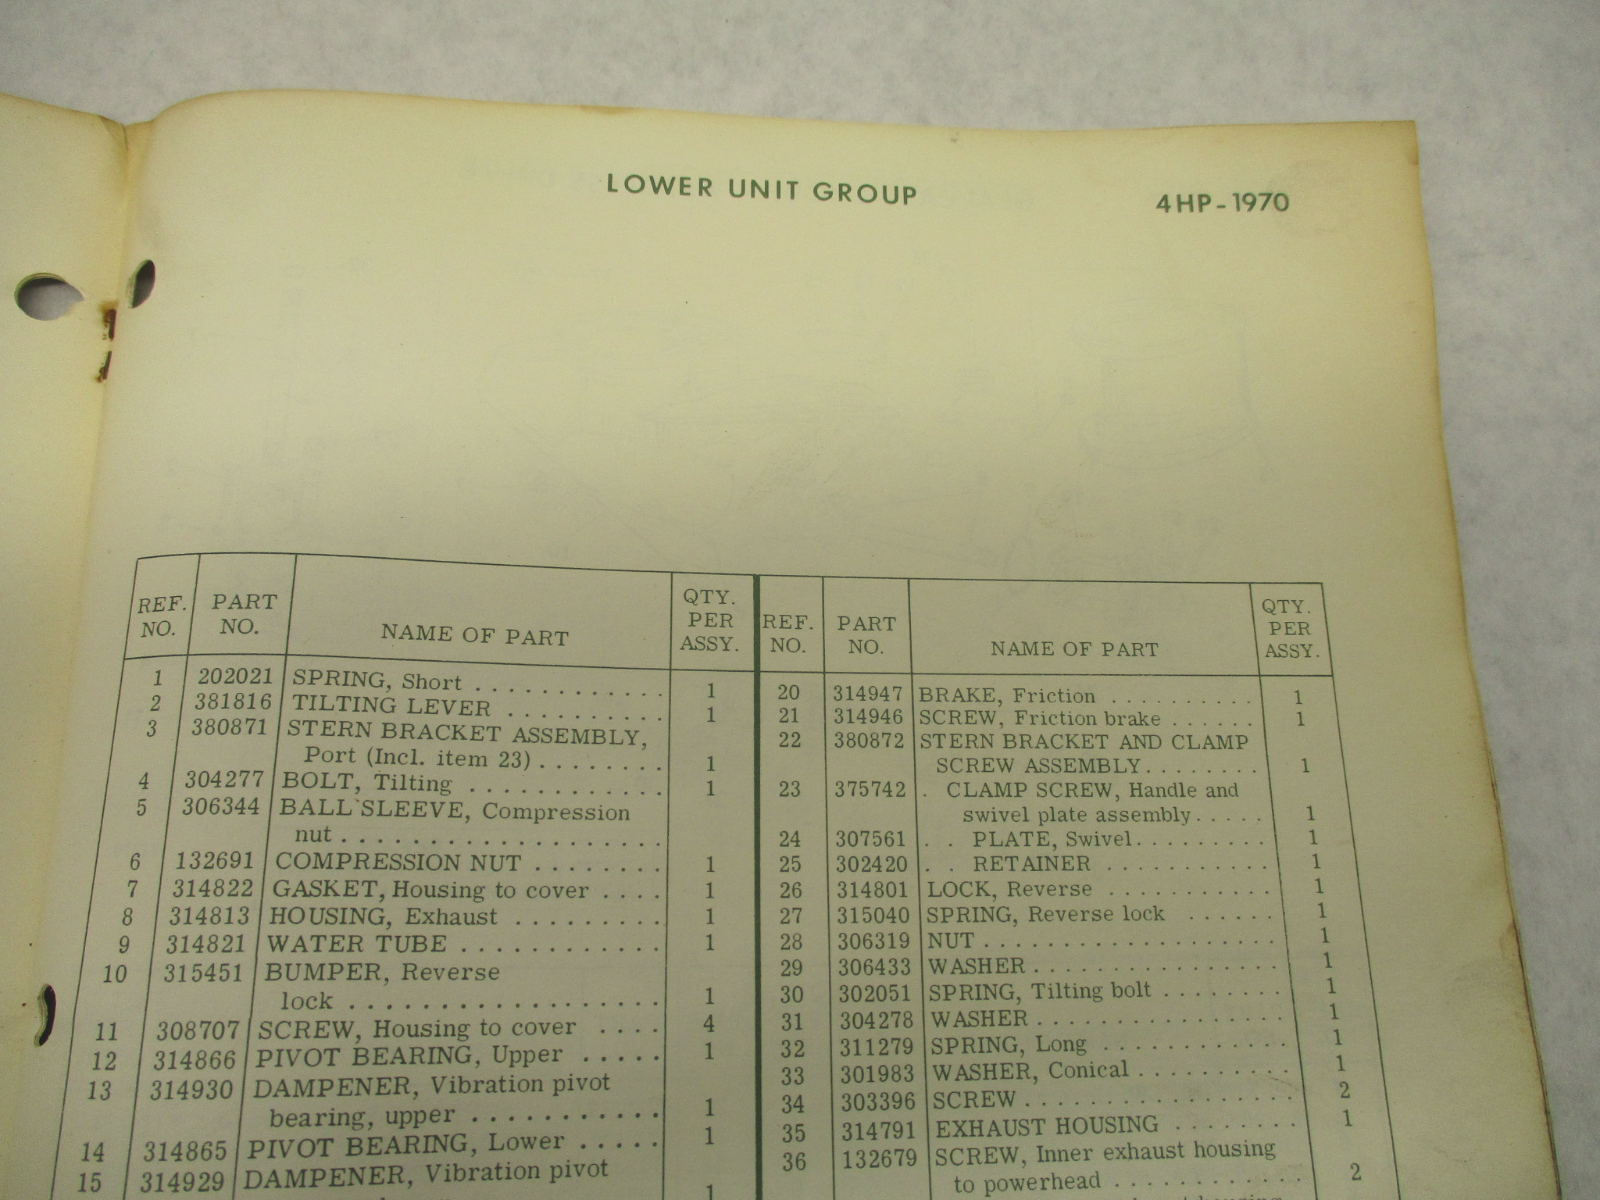 LOWER UNIT GROUP
4HP-1970
REF. NO. PART NO. NAME OF PART QTY. PER ASSY.
1 202021 SPRING, Short . . . . . . . . . . . . 1
2 381816 TILTING LEVER . . . . . . . . . . 1
3 380871 STERN BRACKET ASSEMBLY,
Port (Incl. item 23) . . . . . . . . 1
4 304277 BOLT, Tilting . . . . . . . . . . . . 1
5 306344 BALL SLEEVE, Compression
nut . . . . . . . . . . . . . . . . . . .
6 132691 COMPRESSION NUT . . . . . . . . 1
7 314822 GASKET, Housing to cover . . . . 1
8 314813 HOUSING, Exhaust . . . . . . . . . 1
9 314821 WATER TUBE . . . . . . . . . . . . 1
10 315451 BUMPER, Reverse
lock . . . . . . . . . . . . . . . . . . 1
11 308707 SCREW, Housing to cover . . . . 4
12 314866 PIVOT BEARING, Upper . . . . . 1
13 314930 DAMPENER, Vibration pivot
bearing, upper . . . . . . . . . . . 1
14 314865 PIVOT BEARING, Lower . . . . . 1
15 314929 DAMPENER, Vibration pivot
1
REF. NO. PART NO. NAME OF PART QTY. PER ASSY.
20 314947 BRAKE, Friction . . . . . . . . . . 1
21 314946 SCREW, Friction brake . . . . . . 1
22 380872 STERN BRACKET AND CLAMP
SCREW ASSEMBLY . . . . . . . . 1
23 375742 . CLAMP SCREW, Handle and
swivel plate assembly . . . . . 1
24 307561 . . PLATE, Swivel . . . . . . . . . 1
25 302420 . . RETAINER . . . . . . . . . . . 1
26 314801 LOCK, Reverse . . . . . . . . . . . 1
27 315040 SPRING, Reverse lock . . . . . . 1
28 306319 NUT . . . . . . . . . . . . . . . . . . . 1
29 306433 WASHER . . . . . . . . . . . . . . . . 1
30 302051 SPRING, Tilting bolt . . . . . . . . 1
31 304278 WASHER . . . . . . . . . . . . . . . . 1
32 311279 SPRING, Long . . . . . . . . . . . . 1
33 301983 WASHER, Conical . . . . . . . . . . 1
34 303396 SCREW . . . . . . . . . . . . . . . . . 2
35 314791 EXHAUST HOUSING . . . . . . . . 1
36 132679 SCREW, Inner exhaust housing
to powerhead . . . . . . . . . . . . 2